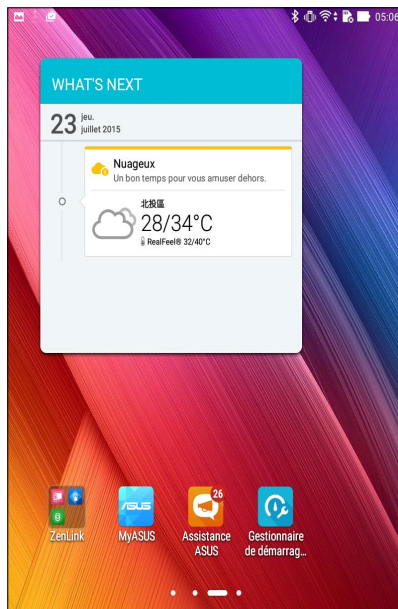 05:06
WHAT'S NEXT
23 jeu.
juillet 2015
Nuageux
Un bon temps pour vous amuser dehors.
北投區
28/34°C
RealFeel® 32/40°C
26
ASUS
ZenLink
MyASUS
Assistance
ASUS
Gestionnaire
de démarrag...